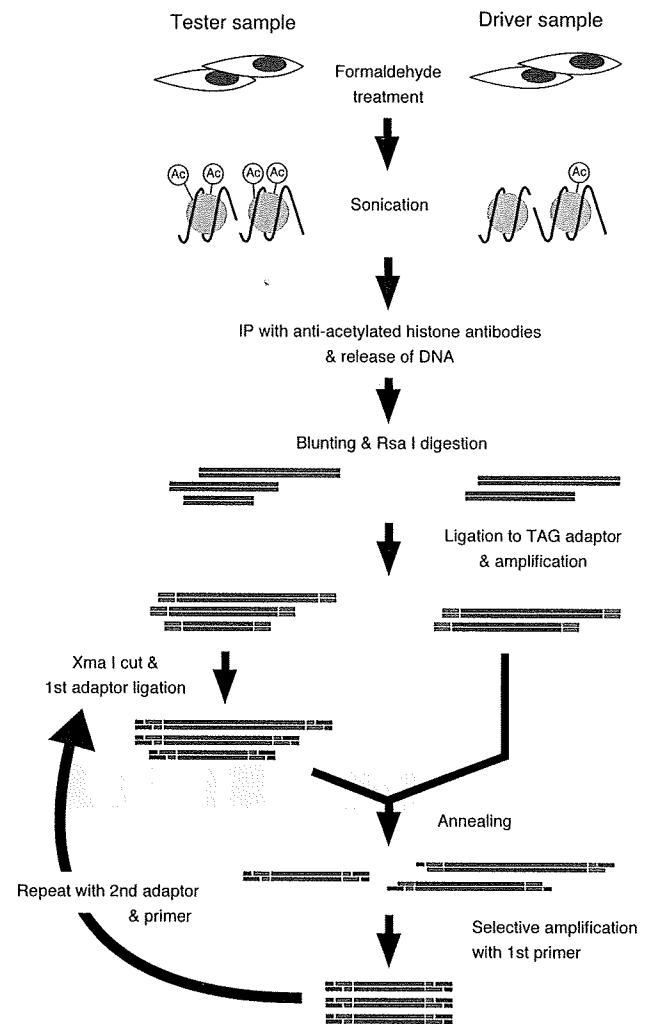 Tester sample
Driver sample
Formaldehyde
treatment
Ac
Ac
Ac
Ac
Ac
Sonication
IP with anti-acetylated histone antibodies
& release of DNA
Blunting & Rsa I digestion
Ligation to TAG adaptor
& amplification
Xma I cut &
1st adaptor ligation
Annealing
Repeat with 2nd adaptor
& primer
Selective amplification
with 1st primer